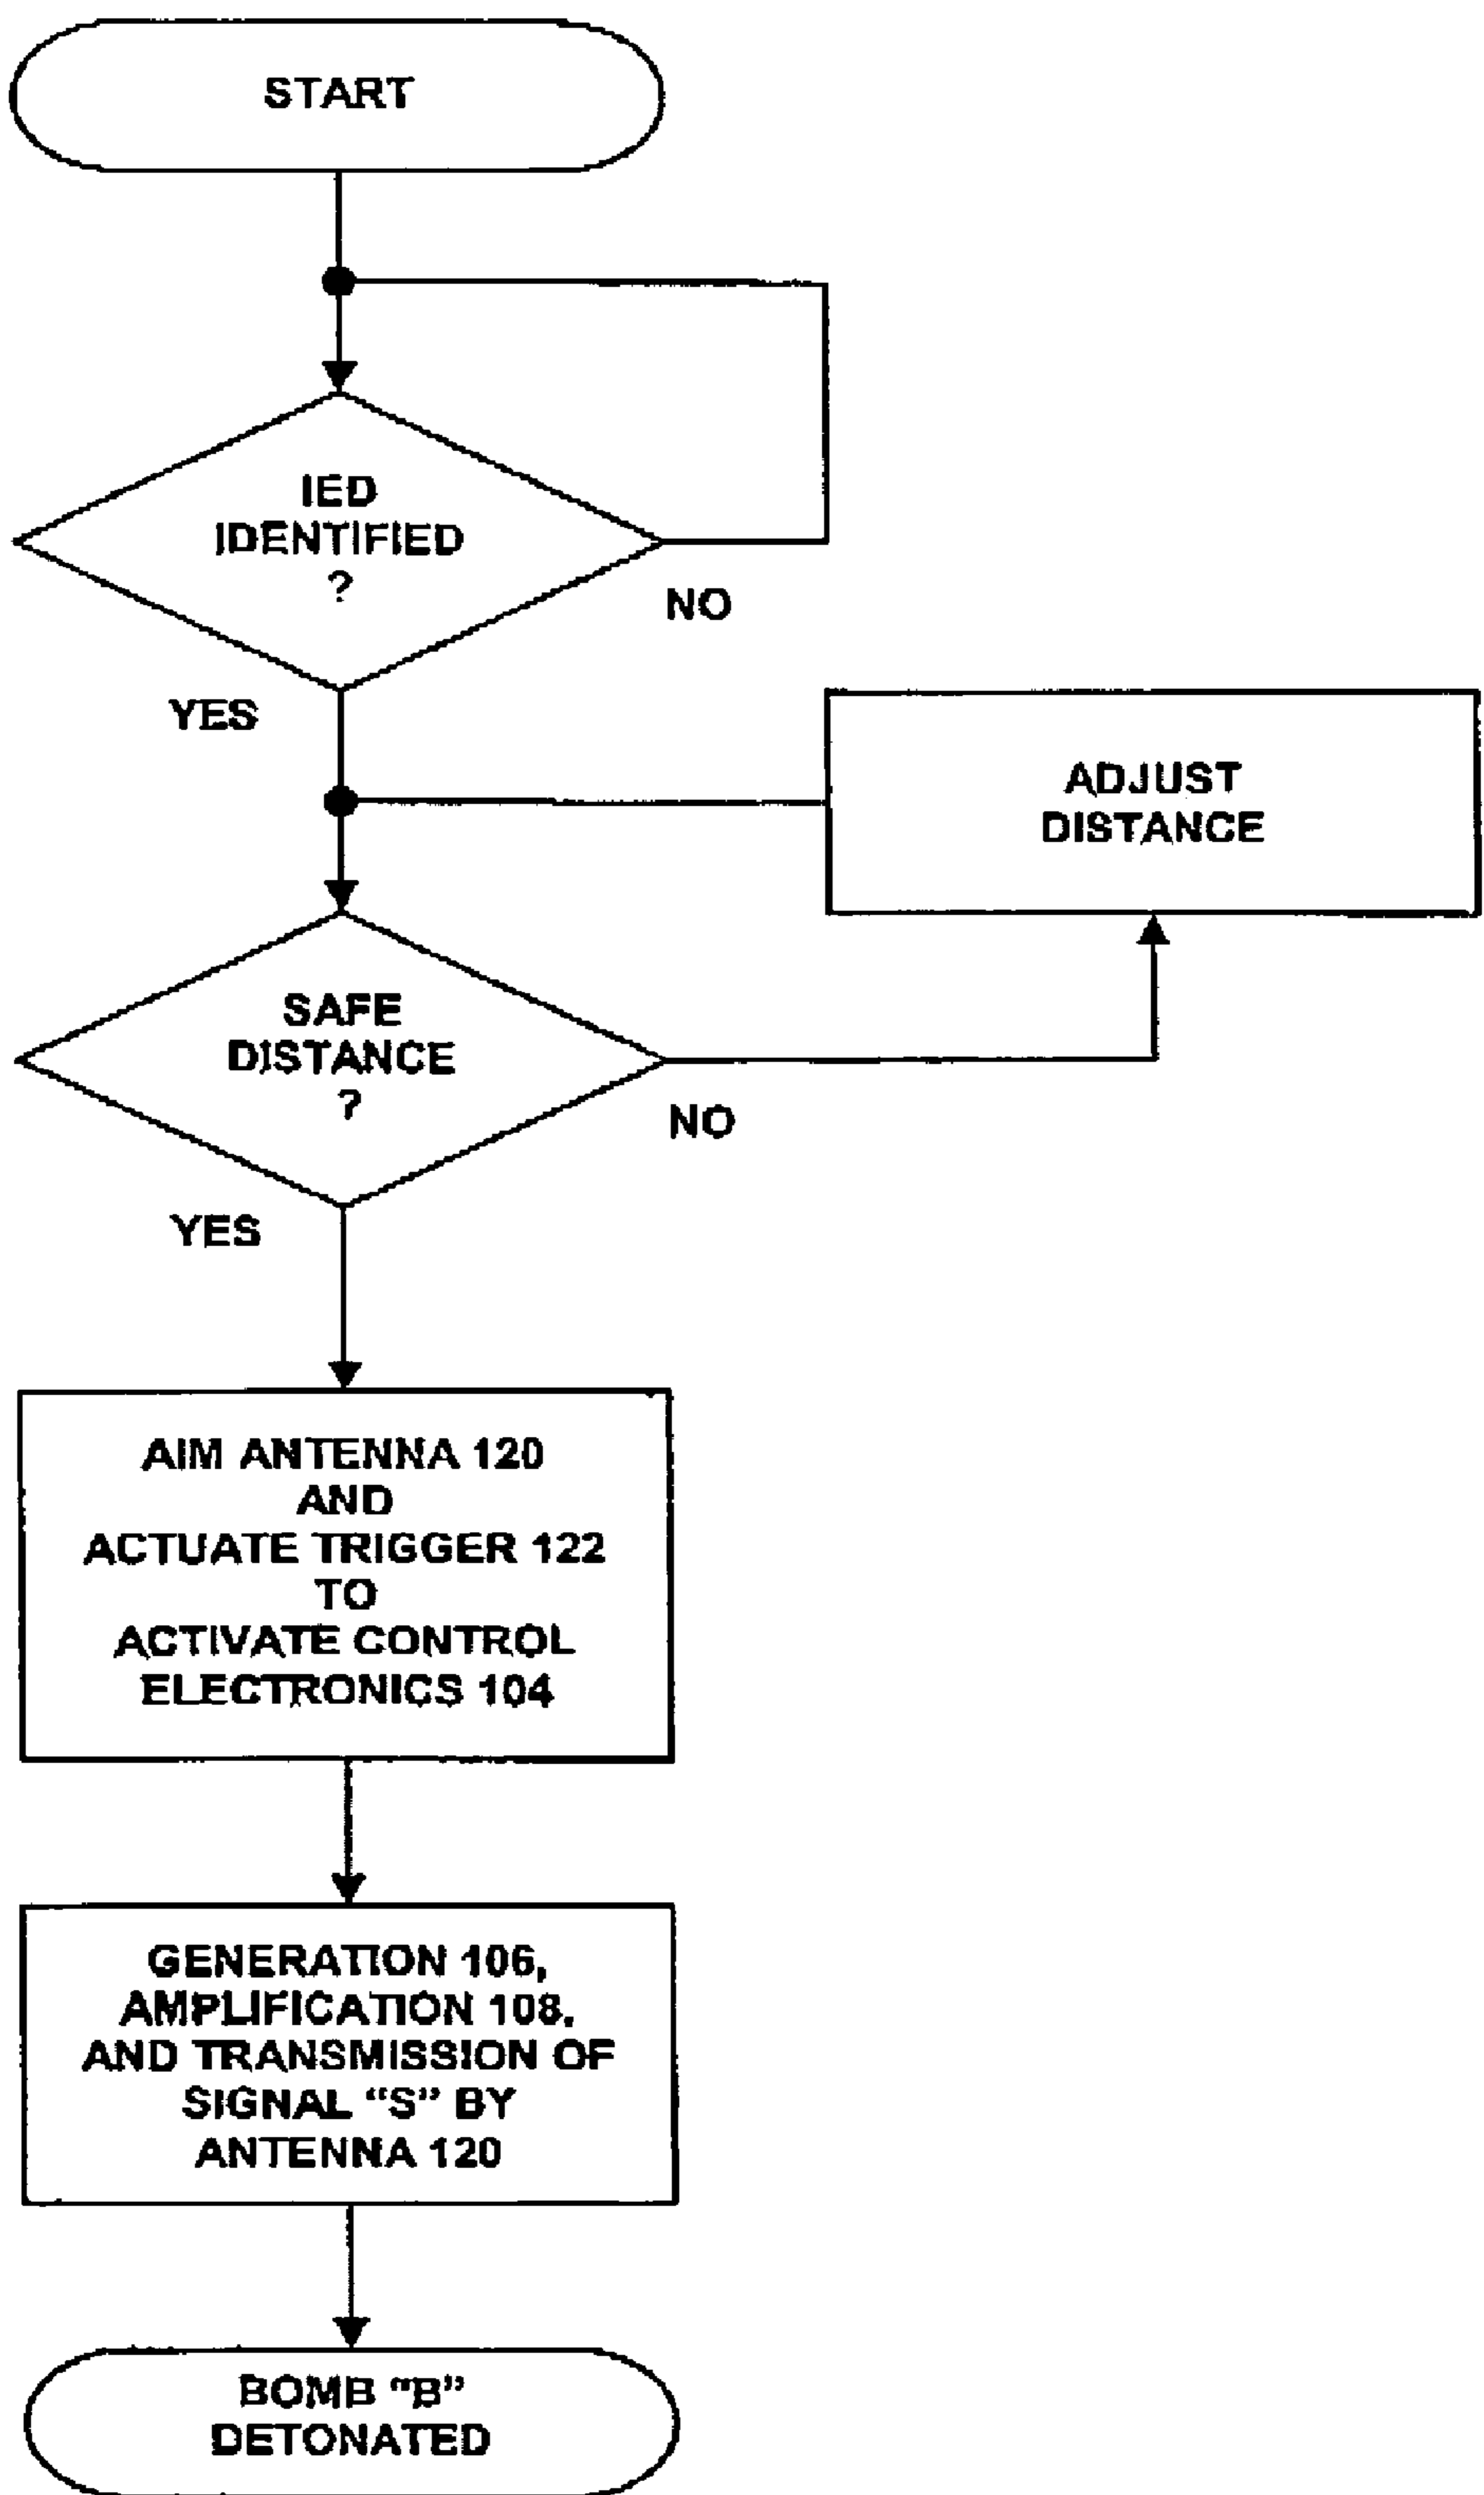 START
IED
IDENTIFIED
?
NO
YES
ADJUST
DISTANCE
SAFE
DISTANCE
?
NO
YES
AIM ANTENNA 120
AND
ACTUATE TRIGGER 122
TO
ACTIVATE CONTROL
ELECTRONICS 104
GENERATION 106,
AMPLIFICATION 108,
AND TRANSMISSION OF
SIGNAL “S” BY
ANTENNA 120
BOMB “B”
DETONATED